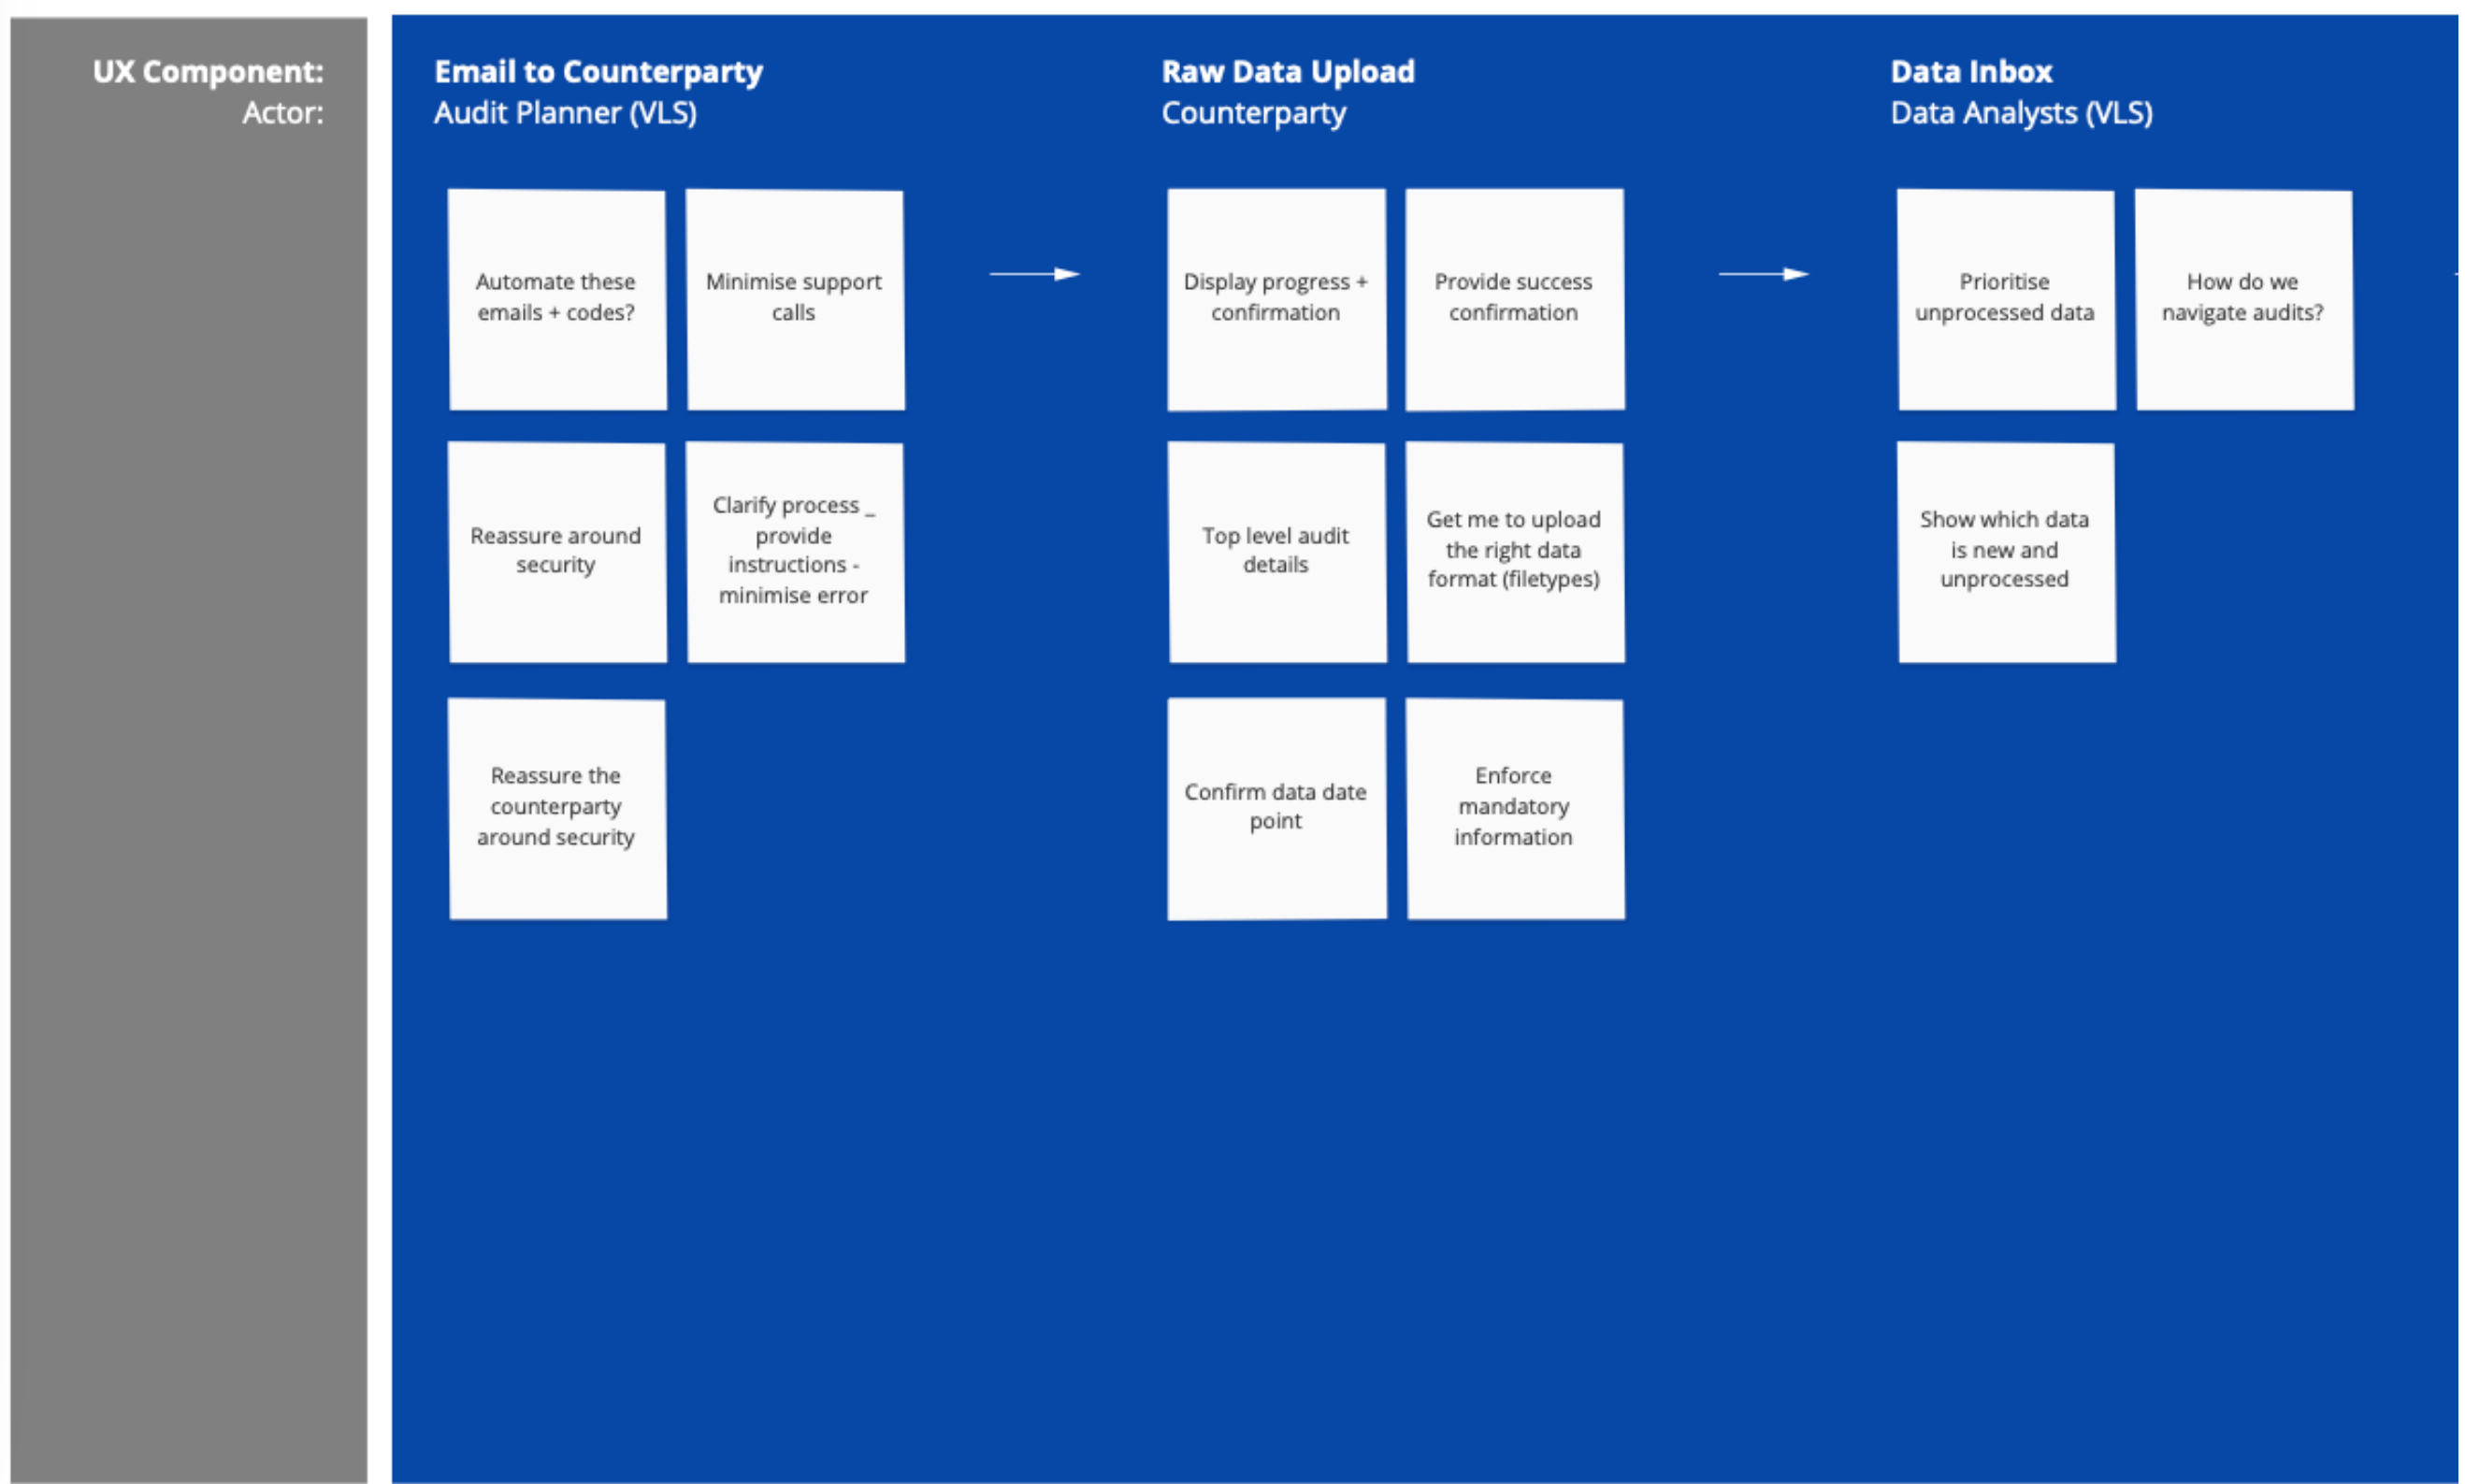 UX Component:
Actor:
Email to Counterparty
Audit Planner (VLS)
Automate these
emails + codes?
Minimise support
calls
Reassure around
security
Clarify process _
provide
instructions -
minimise error
Reassure the
counterparty
around security
Raw Data Upload
Counterparty
Display progress +
confirmation
Provide success
confirmation
Top level audit
details
Get me to upload
the right data
format (filetypes)
Confirm data date
point
Enforce
mandatory
information
Data Inbox
Data Analysts (VLS)
Prioritise
unprocessed data
How do we
navigate audits?
Show which data
is new and
unprocessed